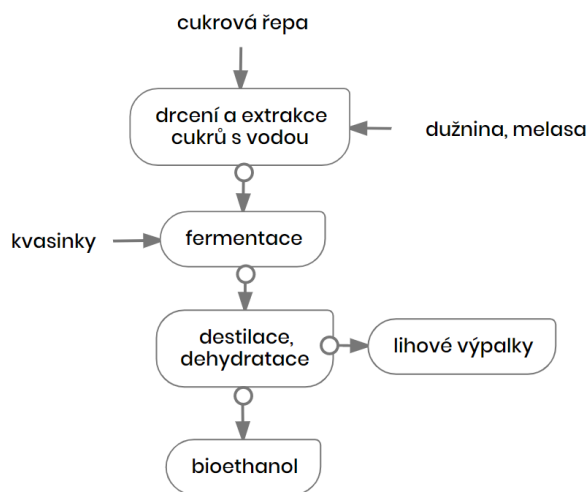 cukrová řepa
drcení a extrakce
cukrů s vodou
dužnina, melasa
kvasinky
fermentace
destilace,
dehydratace
lihové výpalky
bioethanol